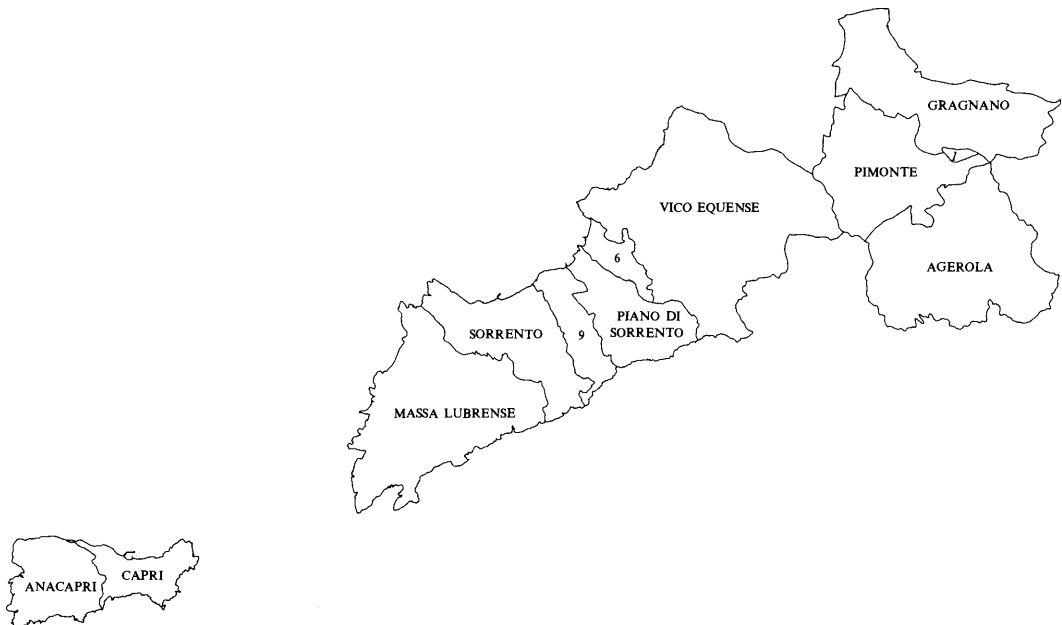 GRAGNANO
PIMONTE
VICO EQUENSE
6
AGEROLA
PIANO DI
SORRENTO
SORRENTO
9
MASSA LUBRENSE
CAPRI
ANACAPRI